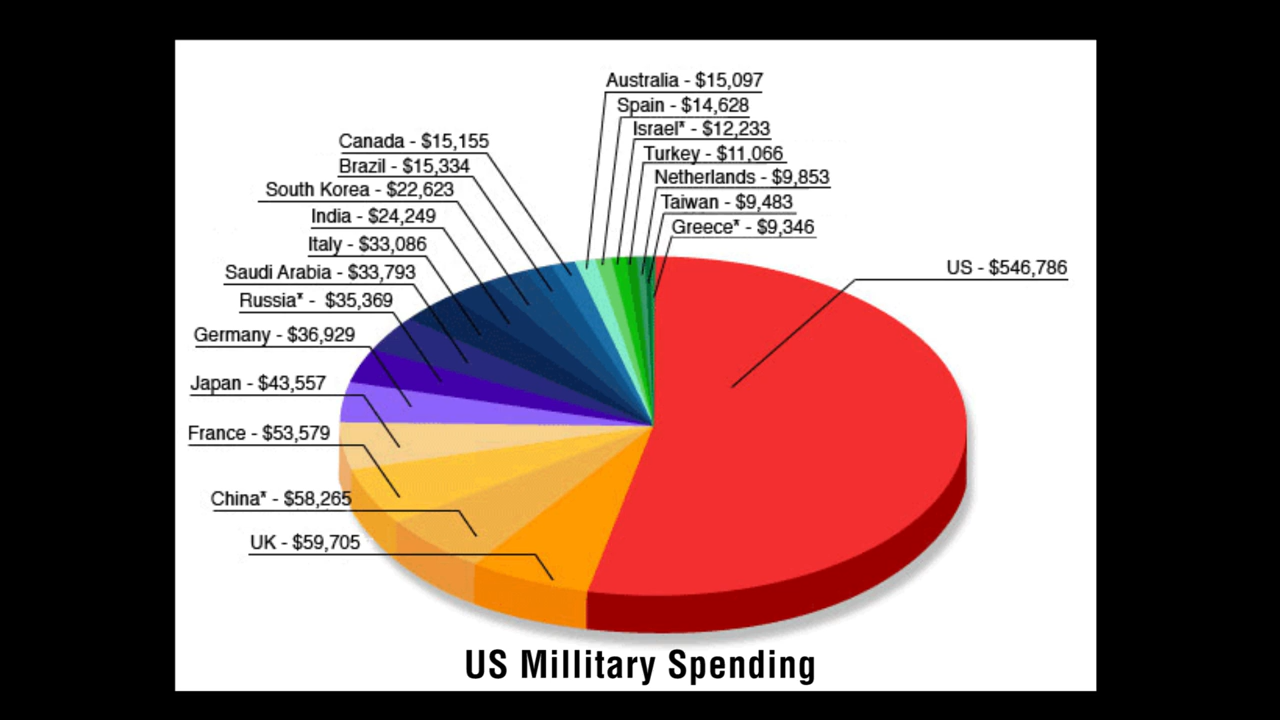 Australia - $15,097
Spain - $14,628
Israel* - $12,233
Turkey - $11,066
Netherlands - $9,853
Taiwan - $9,483
Greece* - $9,346
US - $546,786
Canada - $15,155
Brazil - $15,334
South Korea - $22,623
India - $24,249
Italy - $33,086
Saudi Arabia - $33,793
Russia* - $35,369
Germany - $36,929
Japan - $43,557
France - $53,579
China* - $58,265
UK - $59,705
US Millitary Spending